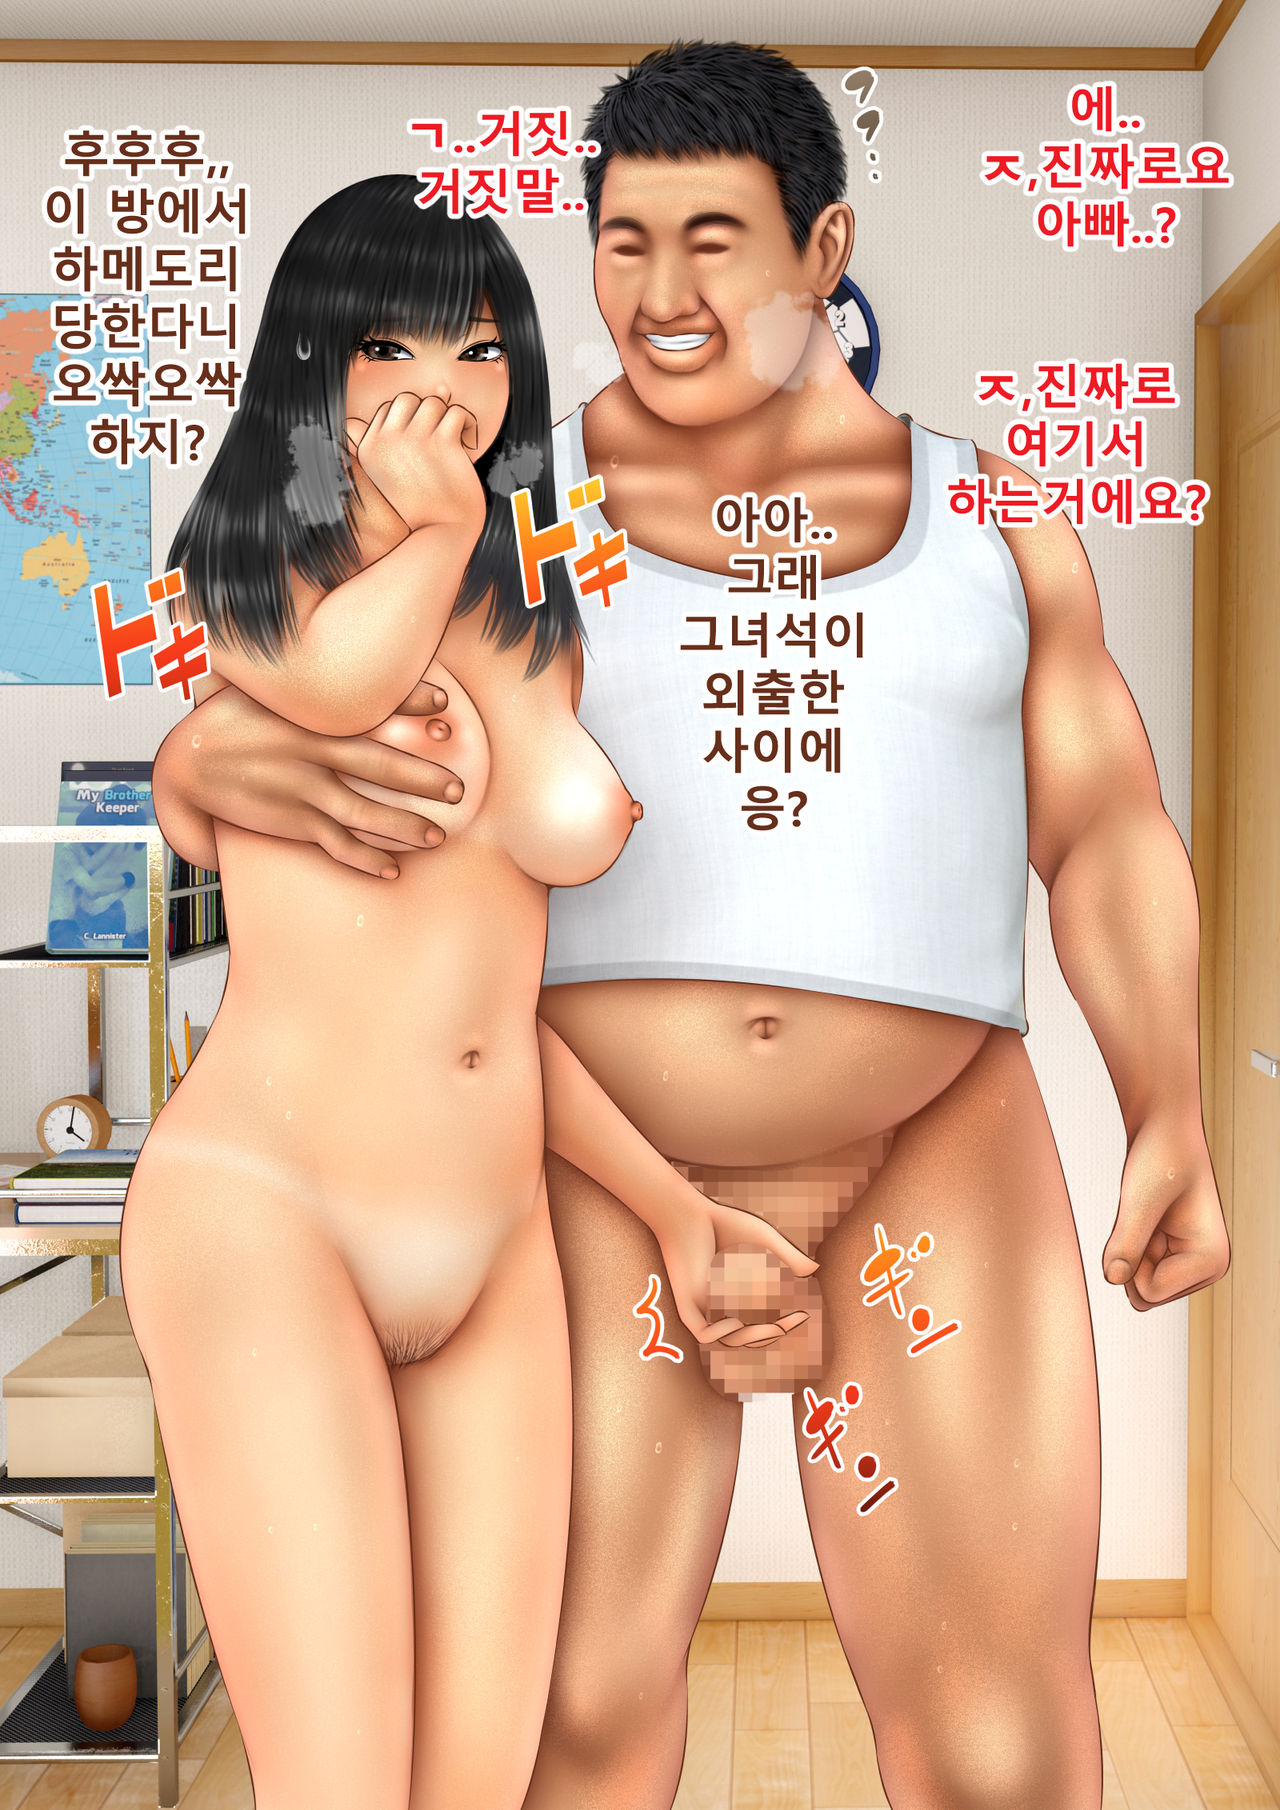 후후후,,
이 방에서
하메도리
당한다니
오싹오싹
하지?
ㄱ..거짓..
거짓말..
에..
ㅈ,진짜로요
아빠..?
ㅈ,진짜로
여기서
하는거에요?
아아..
그래
그녀석이
외출한
사이에
응?
ドキ
ドキ
ギン
ギン
My Brother
Keeper
C. Lannister